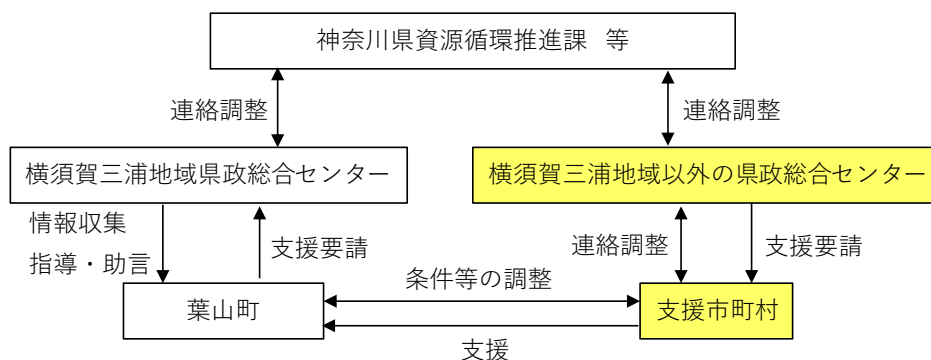 神奈川県資源循環推進課 等
連絡調整
連絡調整
横須賀三浦地域県政総合センター
横須賀三浦地域以外の県政総合センター
情報収集
指導・助言
支援要請
連絡調整
支援要請
条件等の調整
葉山町
支援市町村
支援